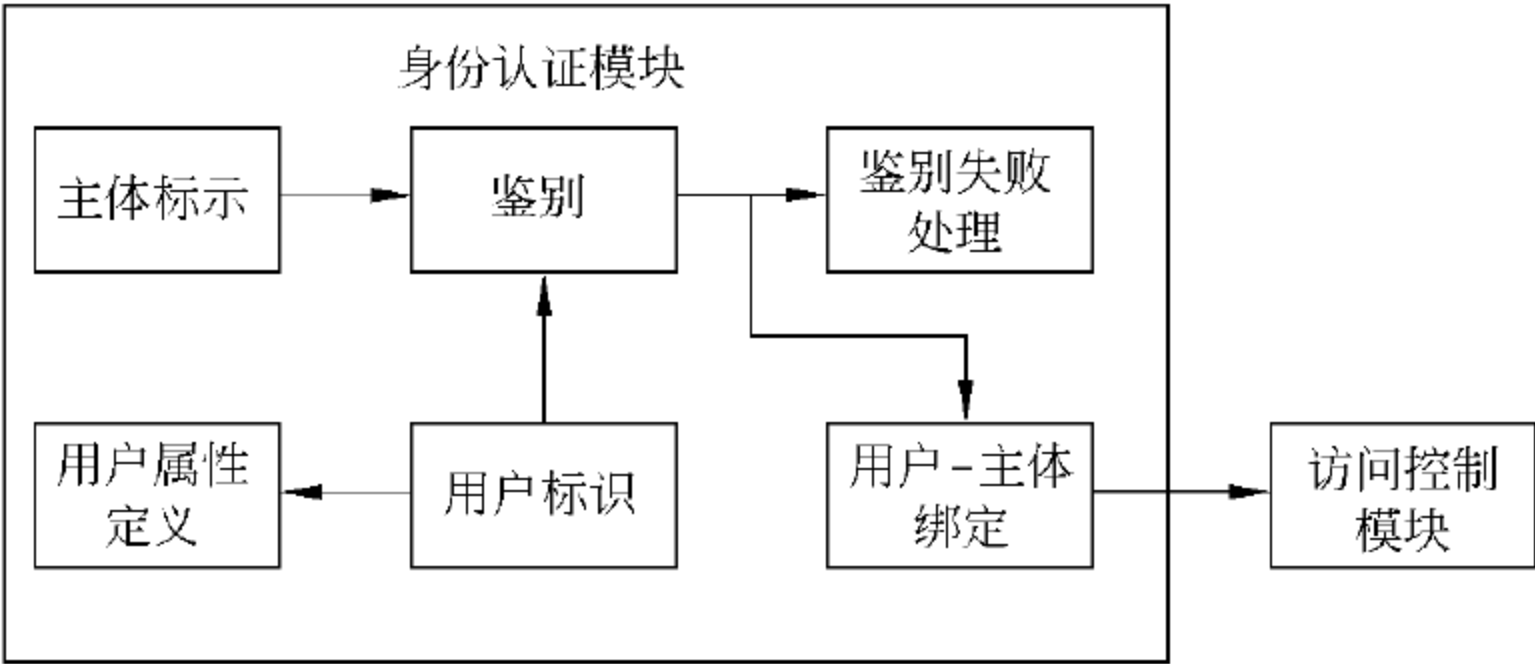 身份认证模块
主体标示
鉴别
鉴别失败
处理
用户属性
定义
用户标识
用户-主体
绑定
访问控制
模块